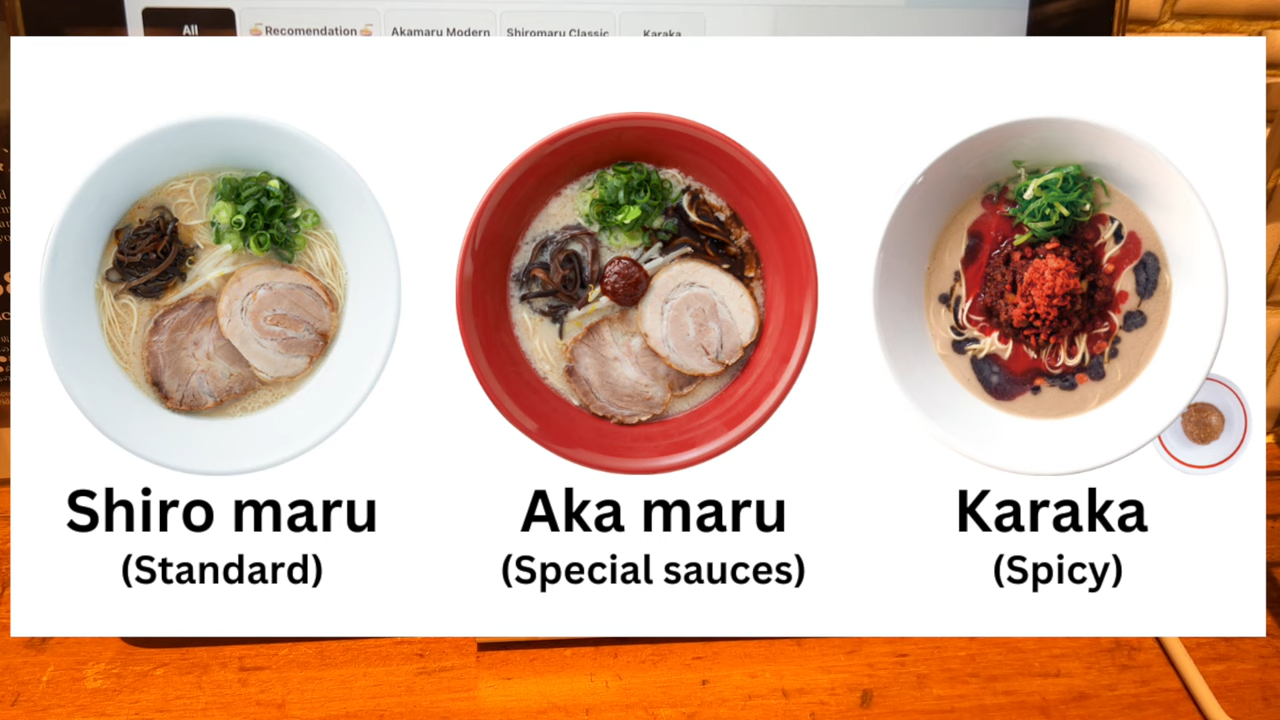 All
🍜Recomendation🍜
Akamaru Modern
Shiromaru Classic
Karaka
Shiro maru
(Standard)
Aka maru
(Special sauces)
Karaka
(Spicy)